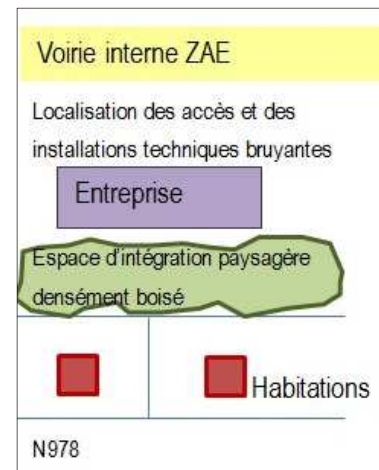 Voirie interne ZAE
Localisation des accès et des
installations techniques bruyantes
Entreprise
Espace d'intégration paysagère
densément boisé
Habitations
N978